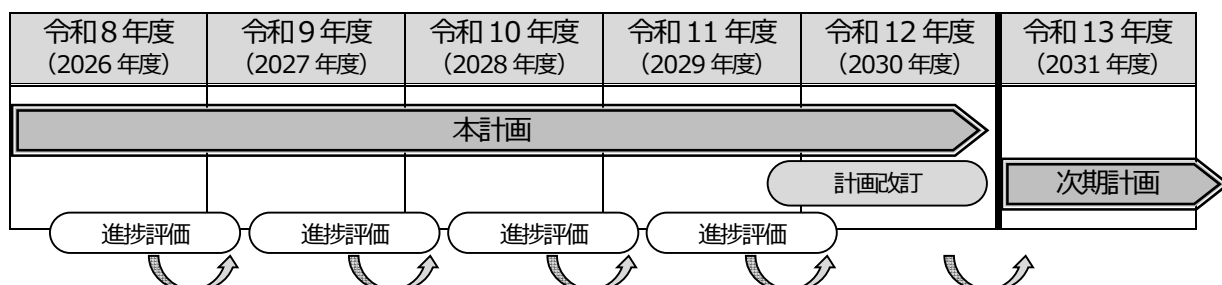 令和8年度 令和9年度 令和10年度 令和11年度 令和12年度 令和13年度
（2026年度） （2027年度） （2028年度） （2029年度） （2030年度） （2031年度）
本計画
計画改訂 次期計画
進捗評価 進捗評価 進捗評価 進捗評価